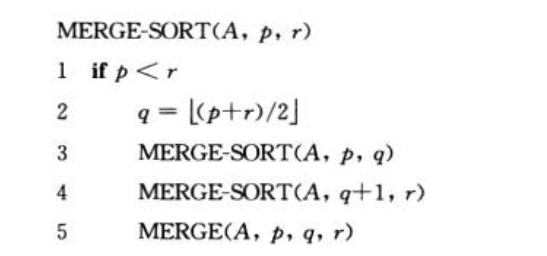 MERGE-SORT(A, p, r)
1 if p < r
2 q = ⌊(p+r)/2⌋
3 MERGE-SORT(A, p, q)
4 MERGE-SORT(A, q+1, r)
5 MERGE(A, p, q, r)